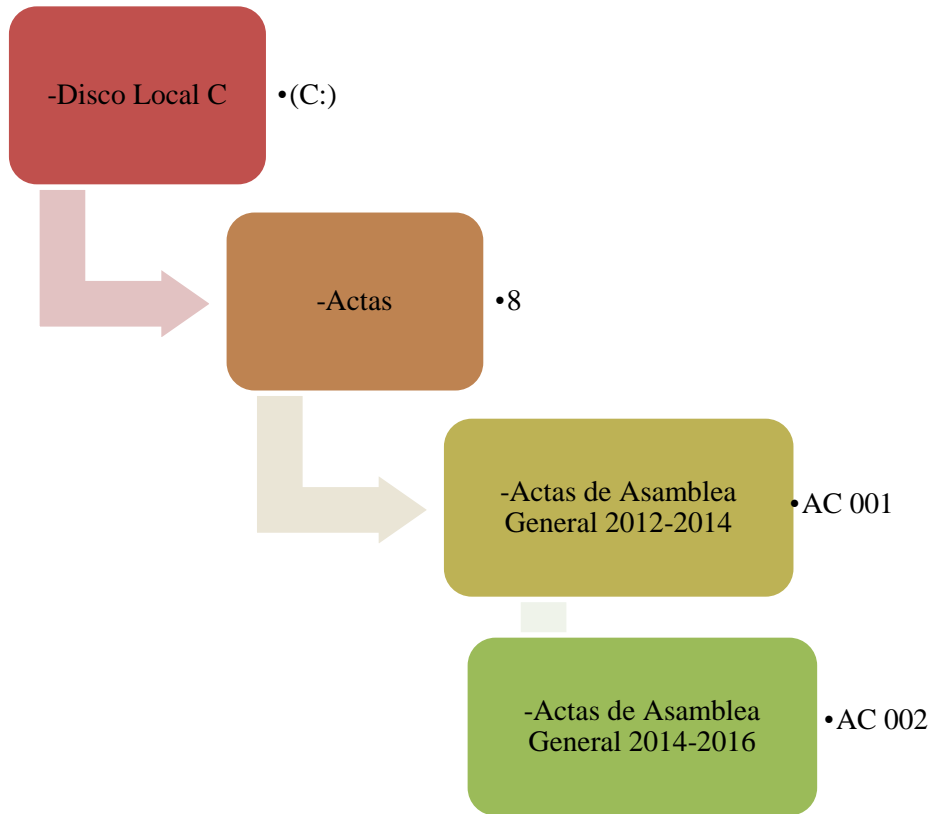 -Disco Local C
•(C:)
-Actas
•8
-Actas de Asamblea
General 2012-2014
•AC 001
-Actas de Asamblea
General 2014-2016
•AC 002